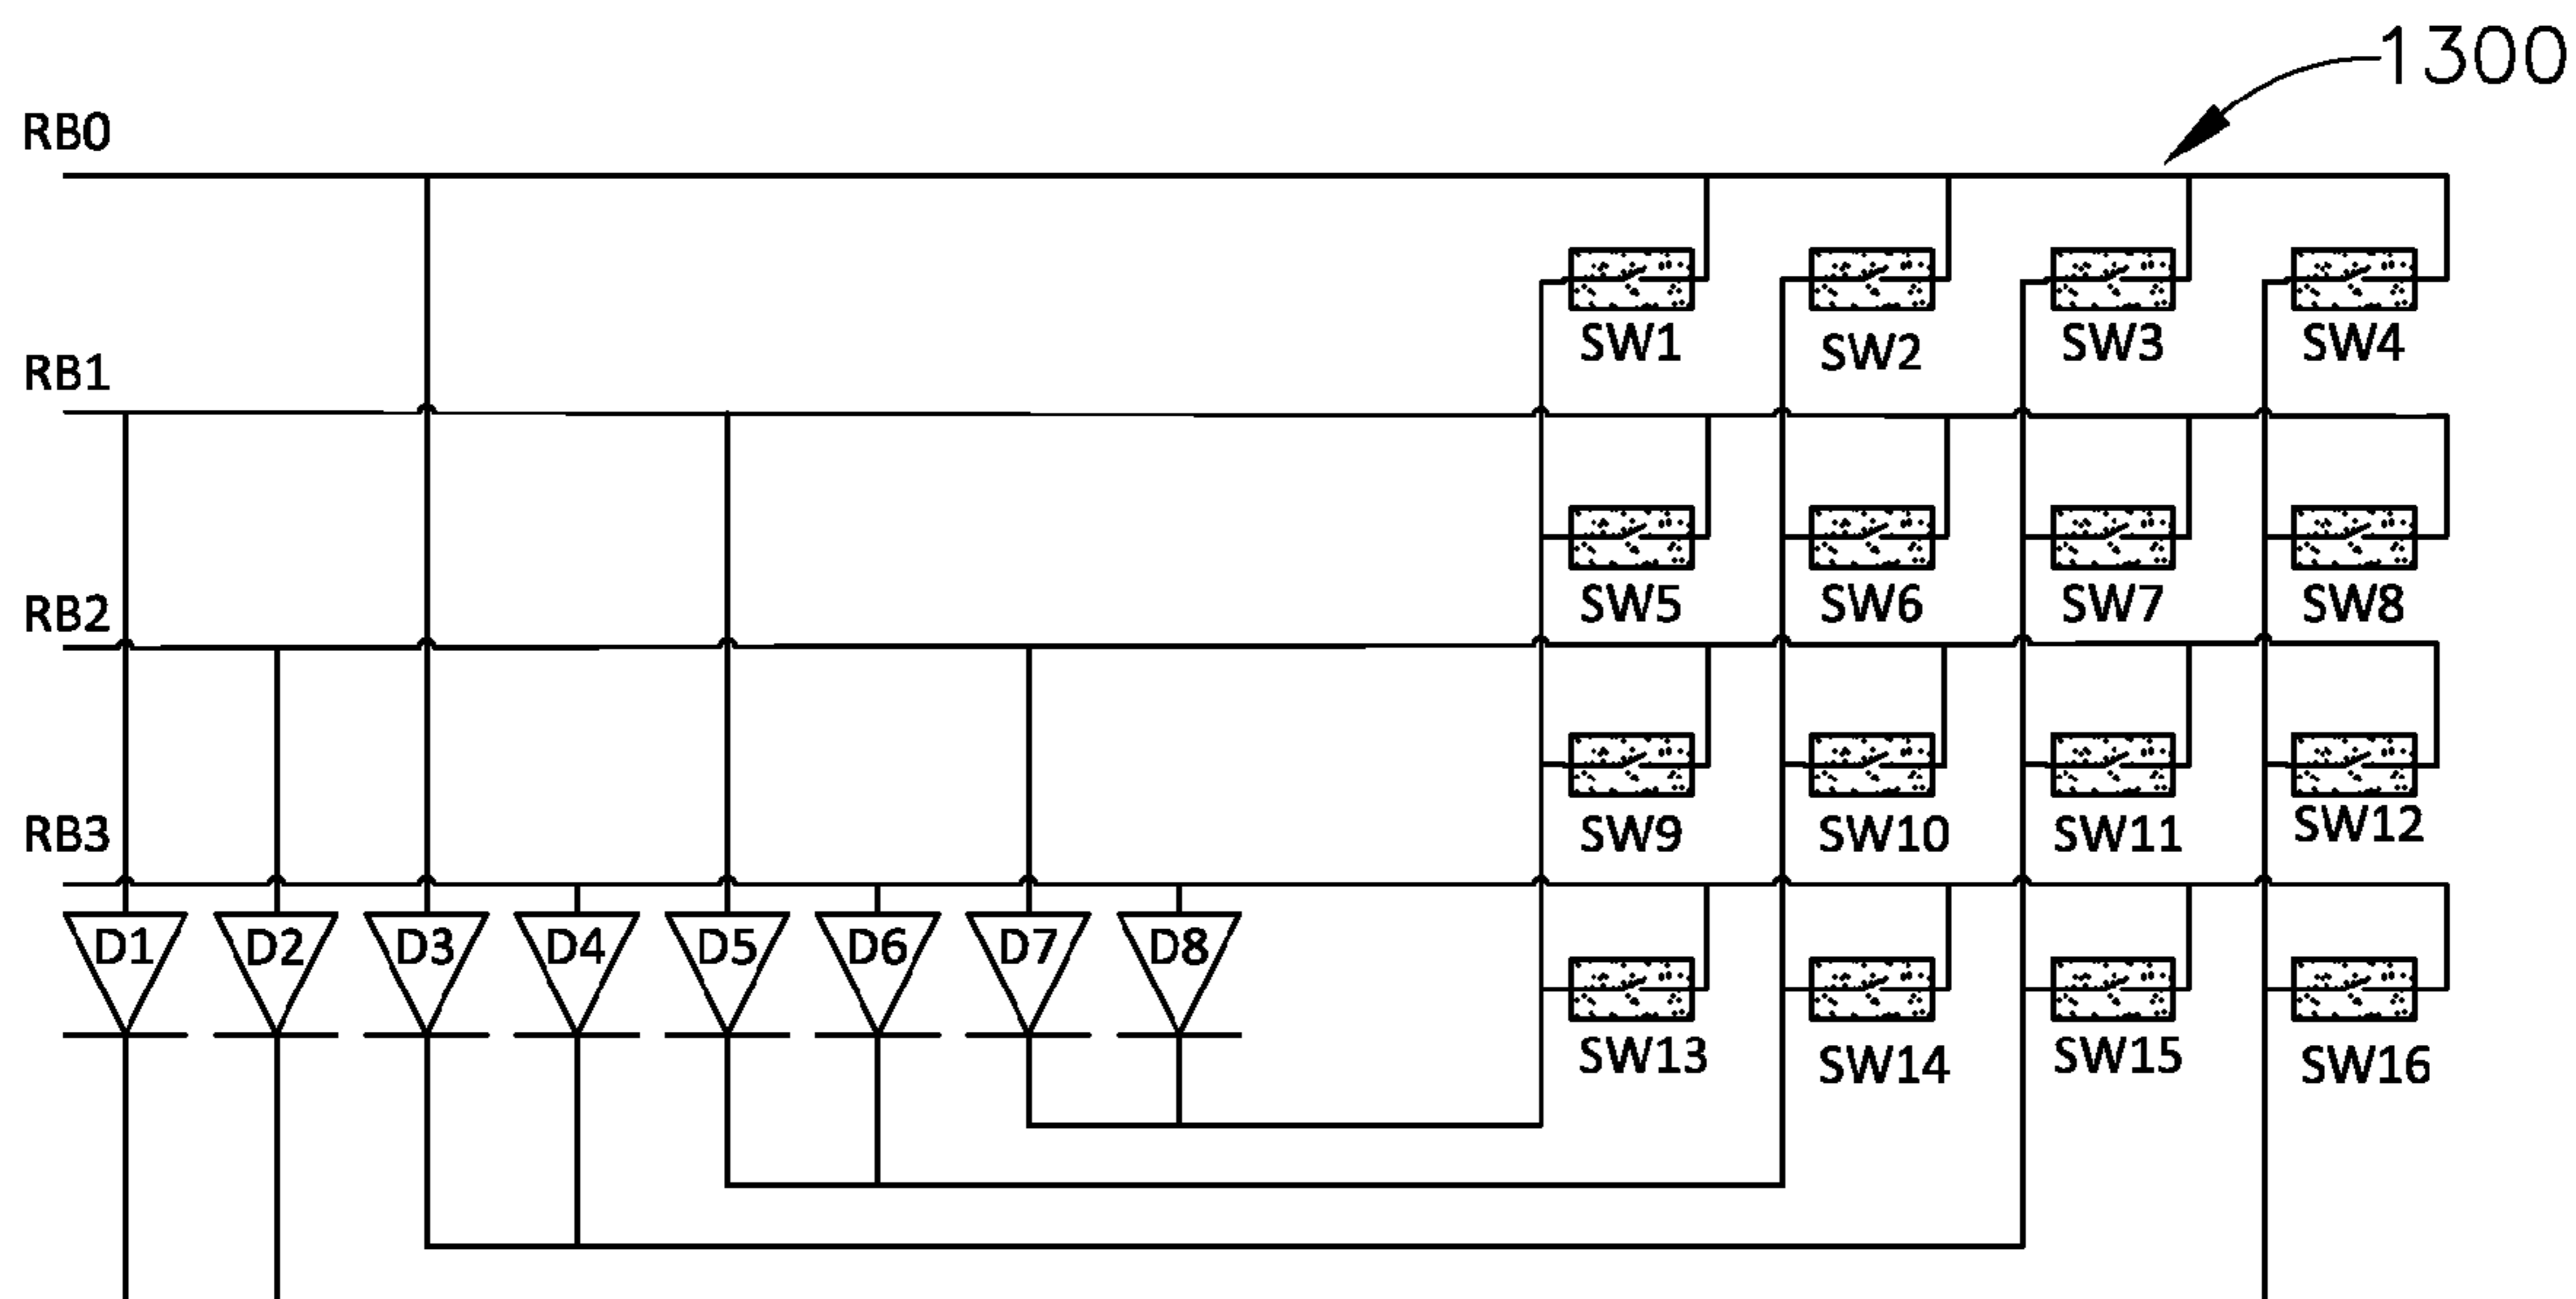 1300
RB0
SW1 SW2 SW3 SW4
RB1
SW5 SW6 SW7 SW8
RB2
SW9 SW10 SW11 SW12
RB3
D1 D2 D3 D4 D5 D6 D7 D8
SW13 SW14 SW15 SW16